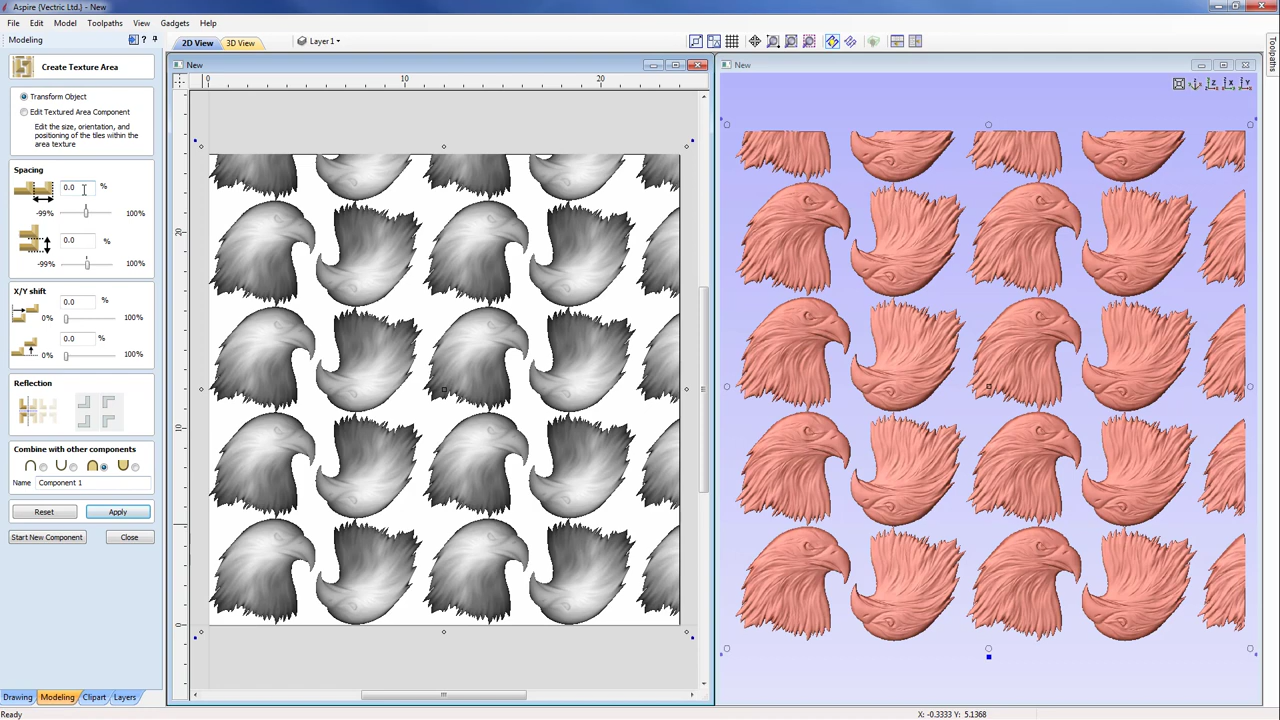 Aspire (Vectric Ltd.) - New
File Edit Model Toolpaths View Gadgets Help
Modeling ?
2D View 3D View Layer1
Create Texture Area
New
New
Toolpaths
0 10 20
20
10
0
Z X Y
Transform Object
Edit Textured Area Component
Edit the size, orientation, and
positioning of the tiles within the
area texture
Spacing
0.0 %
-99% 100%
0.0 %
-99% 100%
X/Y shift
0.0 %
0% 100%
0.0 %
0% 100%
Reflection
Combine with other components
Name Component 1
Reset Apply
Start New Component Close
Drawing Modeling Clipart Layers
Ready
X: -0.3333 Y: 5.1368